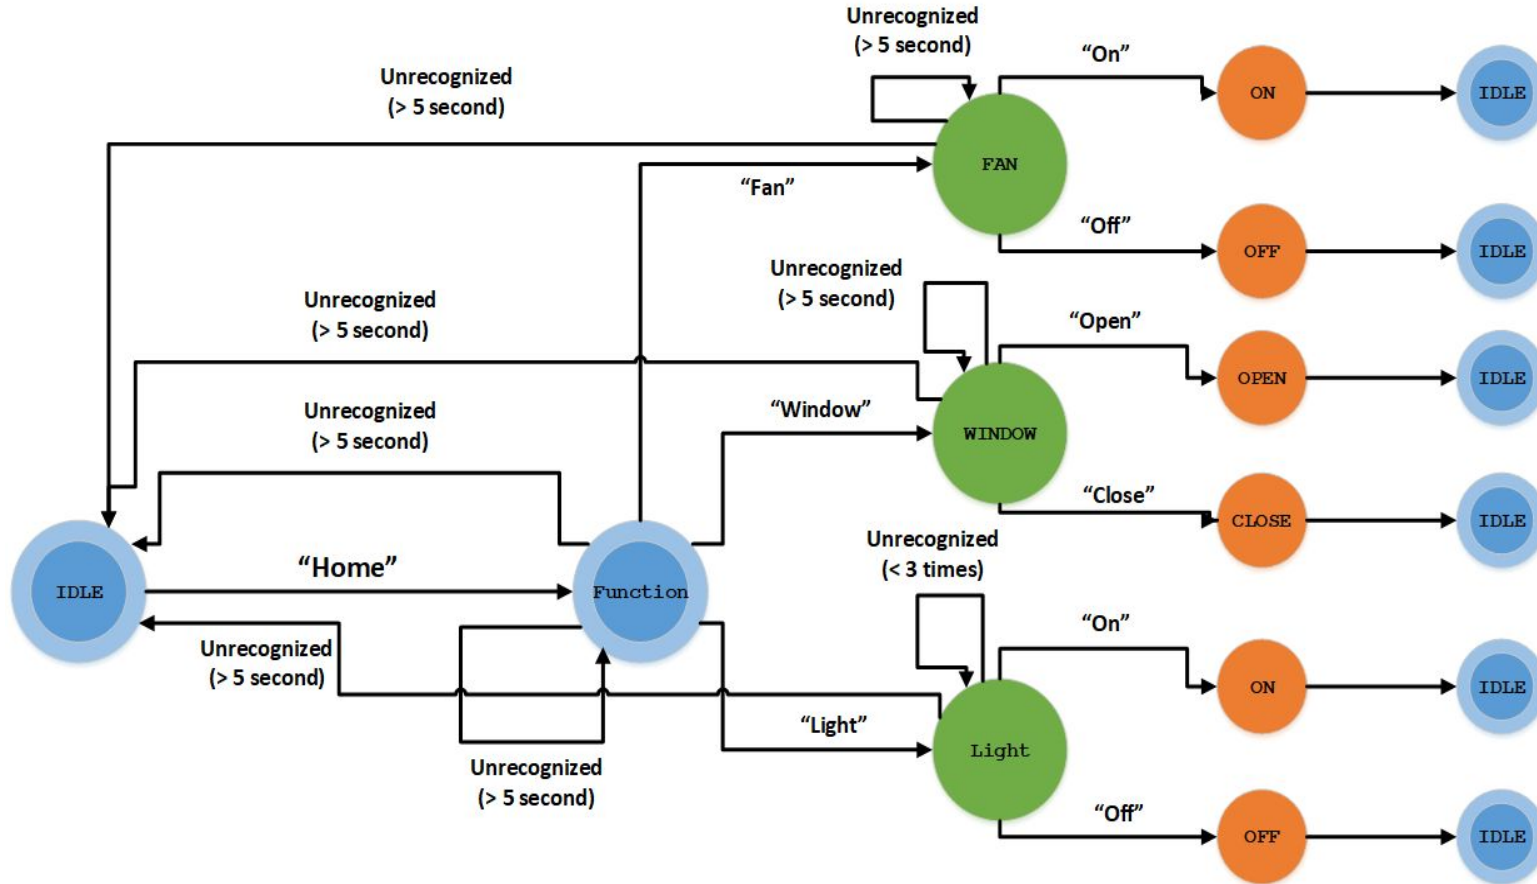 Unrecognized
(> 5 second)
“On”
ON
IDLE
Unrecognized
(> 5 second)
FAN
“Fan”
“Off”
OFF
IDLE
Unrecognized
(> 5 second)
Unrecognized
(> 5 second)
“Open”
OPEN
IDLE
Unrecognized
(> 5 second)
“Window”
WINDOW
“Close”
CLOSE
IDLE
Unrecognized
(< 3 times)
“Home”
IDLE
Function
Unrecognized
(> 5 second)
“On”
ON
IDLE
“Light”
Light
Unrecognized
(> 5 second)
“Off”
OFF
IDLE